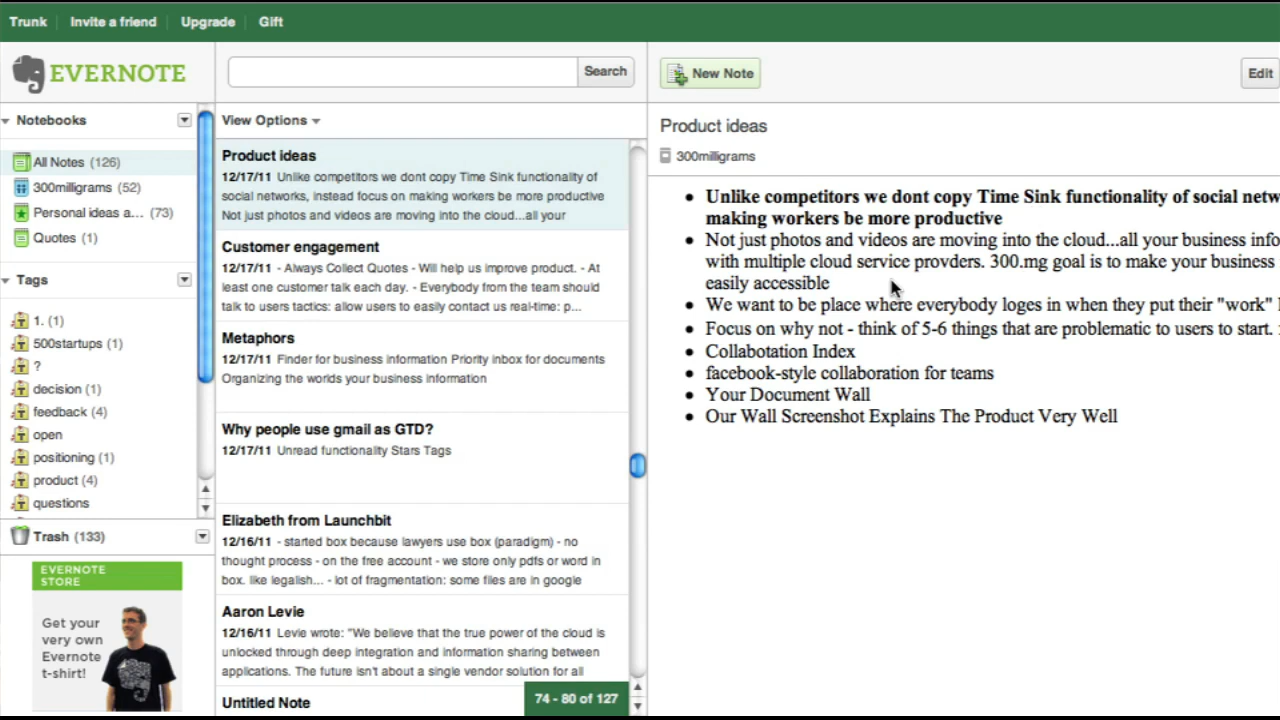 Trunk
Invite a friend
Upgrade
Gift
EVERNOTE
Search
New Note
Edit
Notebooks
All Notes (126)
300milligrams (52)
Personal ideas a... (73)
Quotes (1)
Tags
1. (1)
500startups (1)
?
decision (1)
feedback (4)
open
positioning (1)
product (4)
questions
Trash (133)
EVERNOTE
STORE
Get your
very own
Evernote
t-shirt!
View Options
Product ideas
12/17/11 Unlike competitors we dont copy Time Sink functionality of
social networks, instead focus on making workers be more productive
Not just photos and videos are moving into the cloud...all your
Customer engagement
12/17/11 - Always Collect Quotes - Will help us improve product. - At
least one customer talk each day. - Everybody from the team should
talk to users tactics: allow users to easily contact us real-time: p...
Metaphors
12/17/11 Finder for business information Priority inbox for documents
Organizing the worlds your business information
Why people use gmail as GTD?
12/17/11 Unread functionality Stars Tags
Elizabeth from Launchbit
12/16/11 - started box because lawyers use box (paradigm) - no
thought process - on the free account - we store only pdfs or word in
box. like legalish... - lot of fragmentation: some files are in google
Aaron Levie
12/16/11 Levie wrote: "We believe that the true power of the cloud is
unlocked through deep integration and information sharing between
applications. The future isn't about a single vendor solution for all
Untitled Note
74 - 80 of 127
Product ideas
300milligrams
Unlike competitors we dont copy Time Sink functionality of social netw
making workers be more productive
Not just photos and videos are moving into the cloud...all your business info
with multiple cloud service provders. 300.mg goal is to make your business
easily accessible
We want to be place where everybody loges in when they put their "work"
Focus on why not - think of 5-6 things that are problematic to users to start.
Collabotation Index
facebook-style collaboration for teams
Your Document Wall
Our Wall Screenshot Explains The Product Very Well